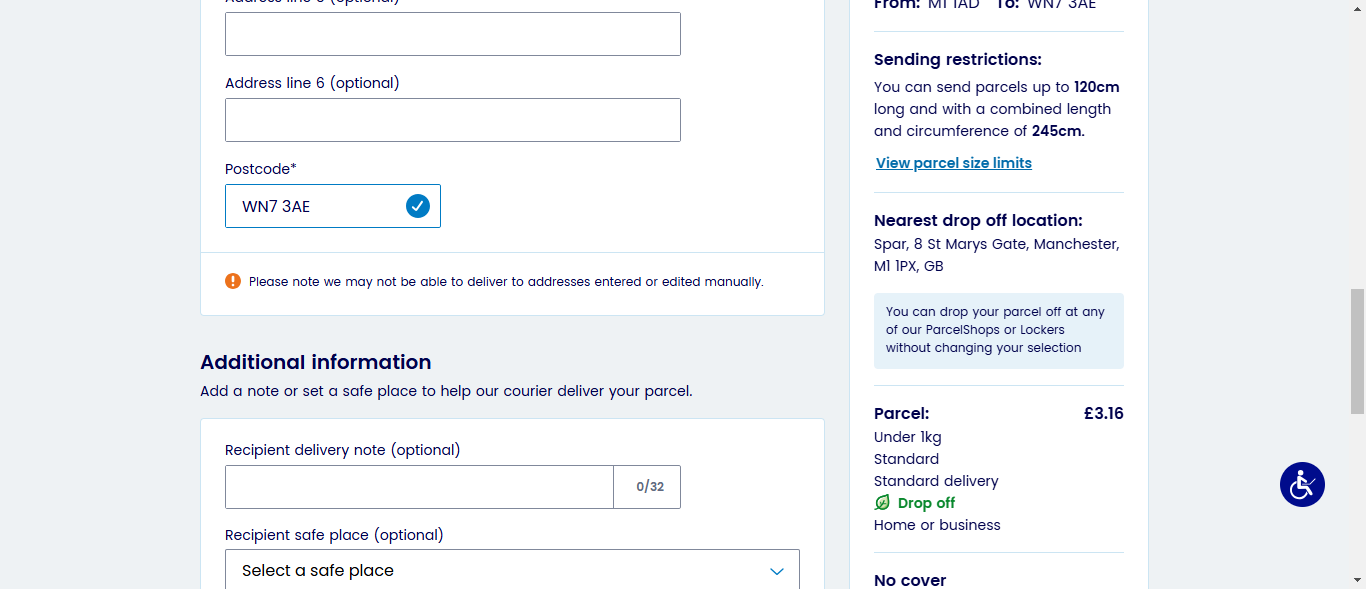 Address line 6 (optional)
Postcode*
WN7 3AE
Please note we may not be able to deliver to addresses entered or edited manually.
Additional information
Add a note or set a safe place to help our courier deliver your parcel.
Recipient delivery note (optional)
0/32
Recipient safe place (optional)
Select a safe place
From: M1 1AD To: WN7 3AE
Sending restrictions:
You can send parcels up to 120cm
long and with a combined length
and circumference of 245cm.
View parcel size limits
Nearest drop off location:
Spar, 8 St Marys Gate, Manchester,
M1 1PX, GB
You can drop your parcel off at any
of our ParcelShops or Lockers
without changing your selection
Parcel: £3.16
Under 1kg
Standard
Standard delivery
Drop off
Home or business
No cover